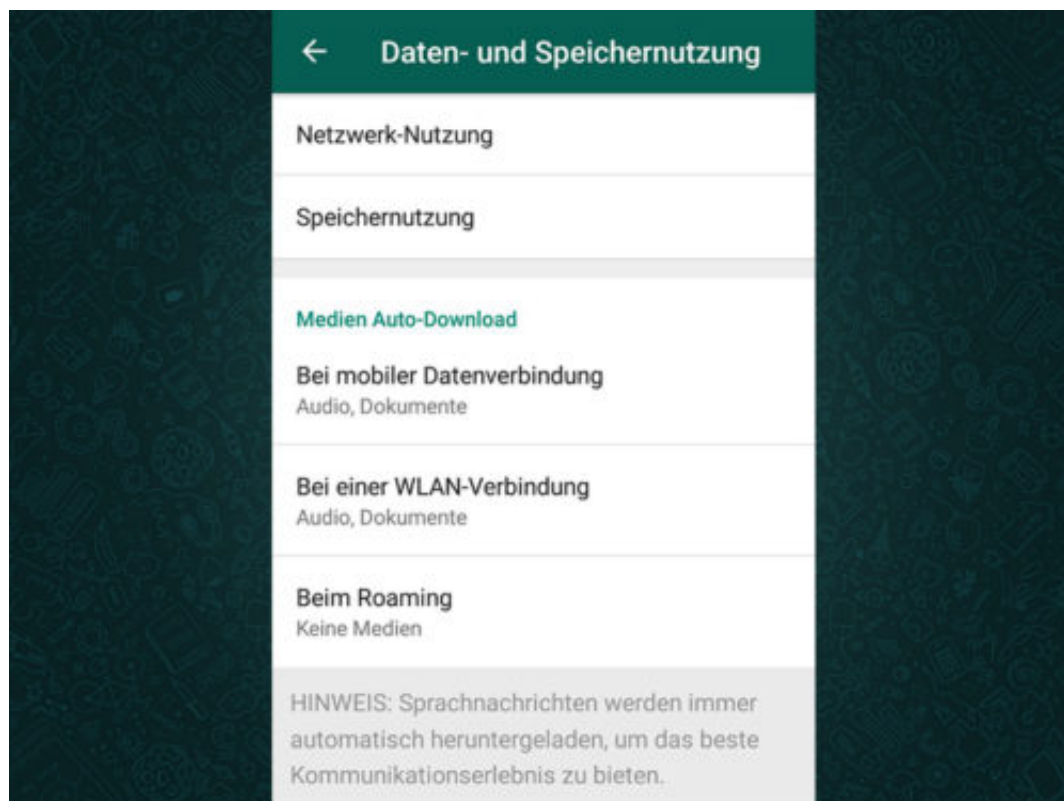 Daten- und Speichernutzung
Netzwerk-Nutzung
Speichernutzung
Medien Auto-Download
Bei mobiler Datenverbindung
Audio, Dokumente
Bei einer WLAN-Verbindung
Audio, Dokumente
Beim Roaming
Keine Medien
HINWEIS: Sprachnachrichten werden immer
automatisch heruntergeladen, um das beste
Kommunikationserlebnis zu bieten.